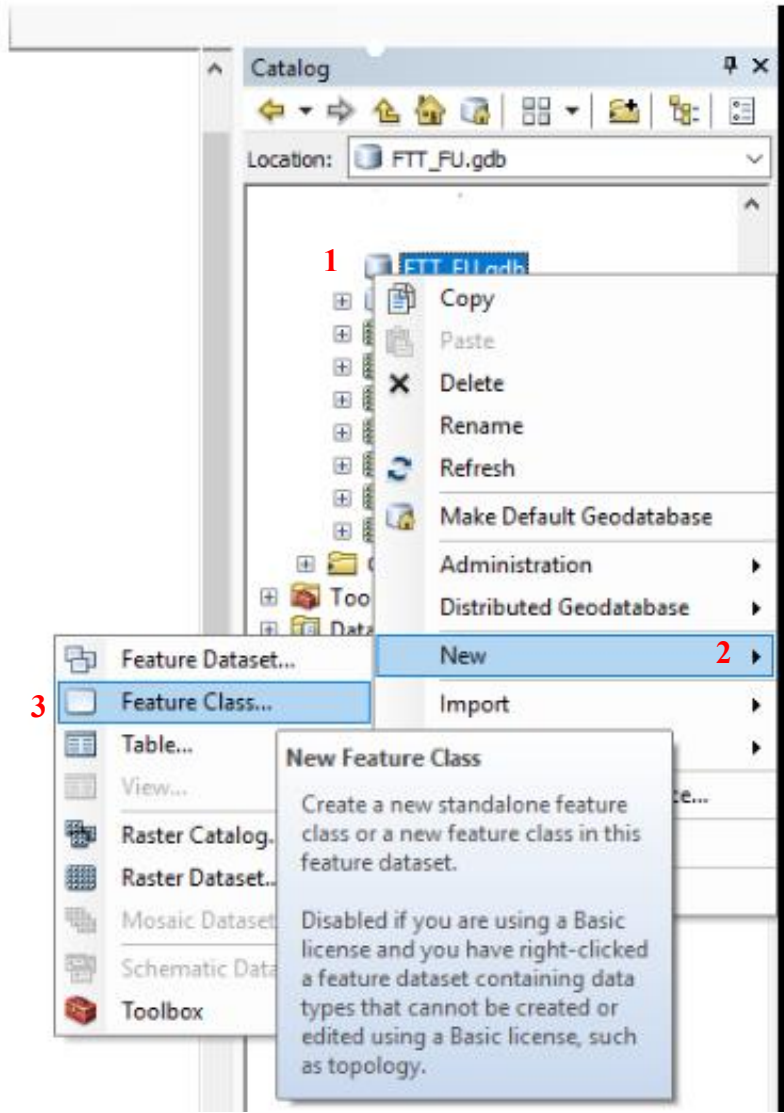 Catalog
Location: FTT_FU.gdb
1 FTT_FU.gdb
Copy
Paste
Delete
Rename
Refresh
Make Default Geodatabase
Administration
Too
Distributed Geodatabase
Data
New 2
Feature Dataset...
3 Feature Class...
Import
Table...
View...
Raster Catalog.
Raster Dataset..
Mosaic Dataset
Schematic Data
Toolbox
New Feature Class
Create a new standalone feature
class or a new feature class in this
feature dataset.
Disabled if you are using a Basic
license and you have right-clicked
a feature dataset containing data
types that cannot be created or
edited using a Basic license, such
as topology.